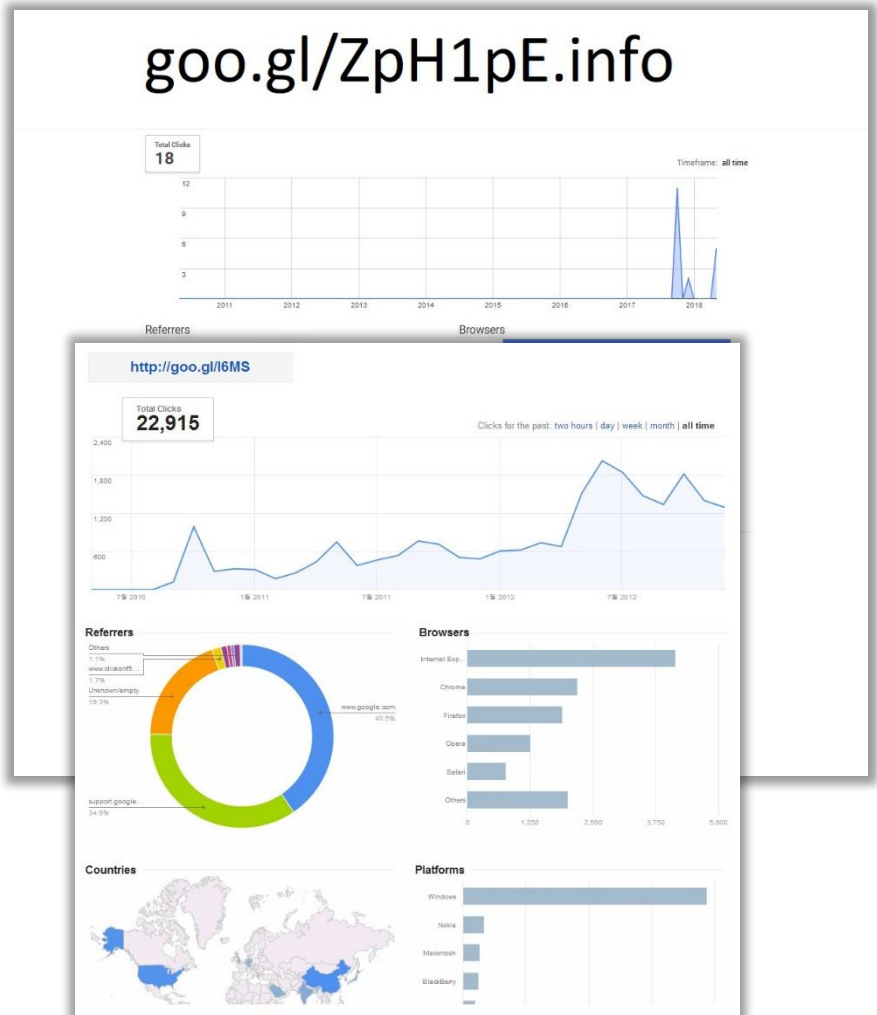 goo.gl/ZpH1pE.info
Total Clicks
18
Timeframe: all time
12
9
6
3
2011 2012 2013 2014 2015 2016 2017 2018
Referrers Browsers
http://goo.gl/l6MS
Total Clicks
22,915
Clicks for the past: two hours | day | week | month | all time
2,400
1,800
1,200
600
7월 2010 1월 2011 7월 2011 1월 2012 7월 2012
Referrers
Others
1.1%
www.clicksnf5....
1.7%
Unknown/empty
19.3%
www.google.com
40.5%
support.google...
34.5%
Browsers
Internet Exp...
Chrome
Firefox
Opera
Safari
Others
0 1,250 2,500 3,750 5,000
Countries
Platforms
Windows
Nokia
Macintosh
BlackBerry